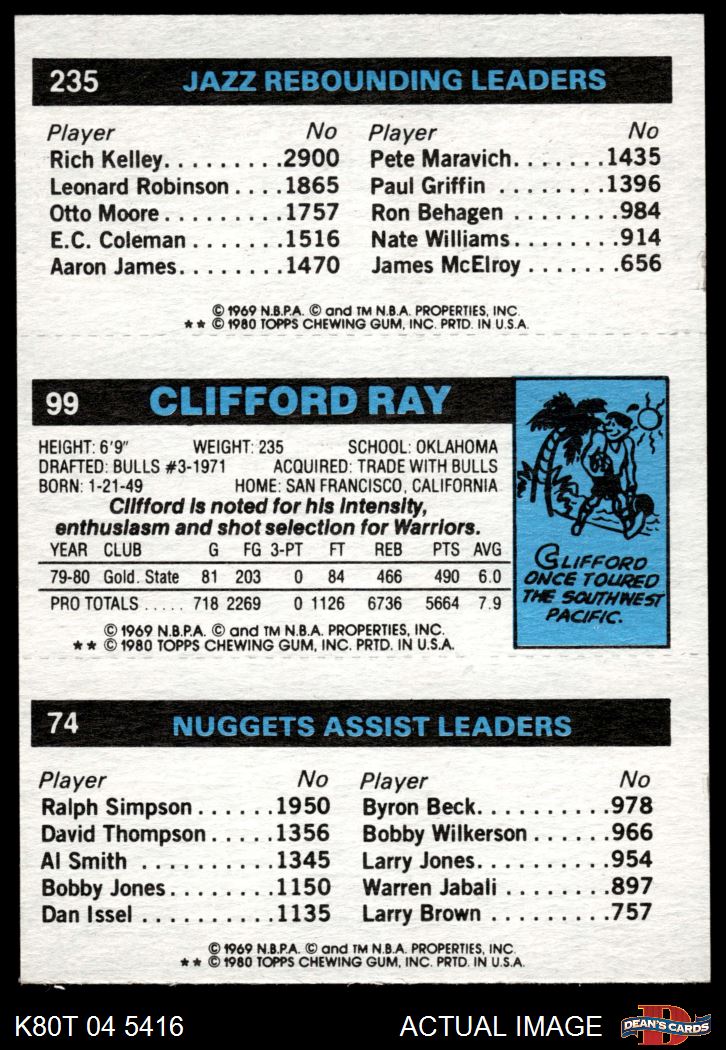 235 JAZZ REBOUNDING LEADERS
Player No Player No
Rich Kelley. . . . . . . . .2900 Pete Maravich. . . . . . .1435
Leonard Robinson . . . .1865 Paul Griffin . . . . . . . .1396
Otto Moore . . . . . . . . .1757 Ron Behagen . . . . . . . .984
E.C. Coleman . . . . . . .1516 Nate Williams. . . . . . . .914
Aaron James. . . . . . . .1470 James McElroy . . . . . . .656
© 1969 N.B.P.A. © and TM N.B.A. PROPERTIES, INC.
★ ★ © 1980 TOPPS CHEWING GUM, INC. PRTD. IN U.S.A.
99 CLIFFORD RAY
HEIGHT: 6'9" WEIGHT: 235 SCHOOL: OKLAHOMA
DRAFTED: BULLS #3-1971 ACQUIRED: TRADE WITH BULLS
BORN: 1-21-49 HOME: SAN FRANCISCO, CALIFORNIA
Clifford is noted for his intensity,
enthusiasm and shot selection for Warriors.
YEAR CLUB G FG 3-PT FT REB PTS AVG
79-80 Gold. State 81 203 0 84 466 490 6.0
PRO TOTALS . . . . . 718 2269 0 1126 6736 5664 7.9
© 1969 N.B.P.A. © and TM N.B.A. PROPERTIES, INC.
★ ★ © 1980 TOPPS CHEWING GUM, INC. PRTD. IN U.S.A.
CLIFFORD
ONCE TOURED
THE SOUTHWEST
PACIFIC.
74 NUGGETS ASSIST LEADERS
Player No Player No
Ralph Simpson . . . . . .1950 Byron Beck. . . . . . . . . .978
David Thompson . . . . .1356 Bobby Wilkerson . . . . . .966
Al Smith . . . . . . . . . .1345 Larry Jones. . . . . . . . . .954
Bobby Jones. . . . . . . .1150 Warren Jabali . . . . . . . .897
Dan Issel . . . . . . . . . .1135 Larry Brown . . . . . . . . .757
© 1969 N.B.P.A. © and TM N.B.A. PROPERTIES, INC.
★ ★ © 1980 TOPPS CHEWING GUM, INC. PRTD. IN U.S.A.
K80T 04 5416 ACTUAL IMAGE D DEAN'S CARDS